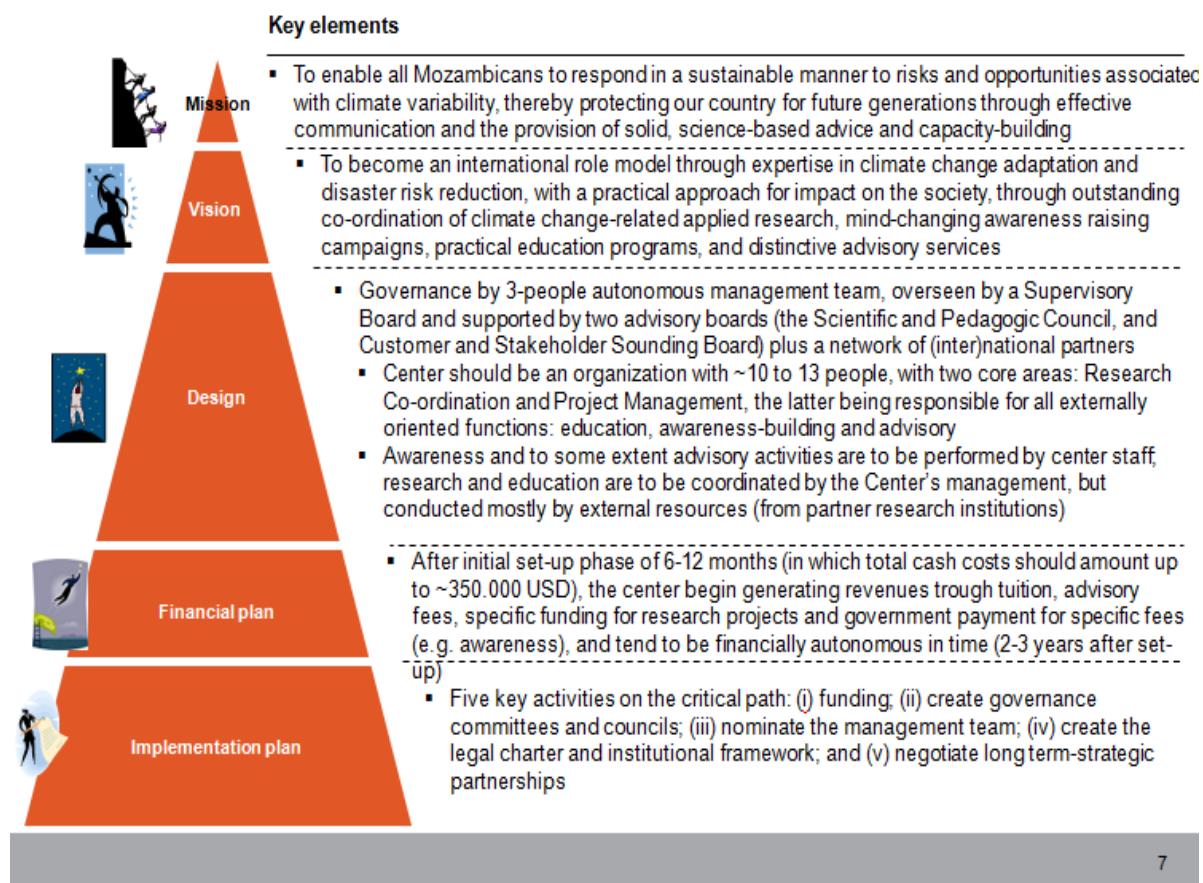 Key elements
Mission
▪ To enable all Mozambicans to respond in a sustainable manner to risks and opportunities associated
with climate variability, thereby protecting our country for future generations through effective
communication and the provision of solid, science-based advice and capacity-building
Vision
▪ To become an international role model through expertise in climate change adaptation and
disaster risk reduction, with a practical approach for impact on the society, through outstanding
co-ordination of climate change-related applied research, mind-changing awareness raising
campaigns, practical education programs, and distinctive advisory services
Design
▪ Governance by 3-people autonomous management team, overseen by a Supervisory
Board and supported by two advisory boards (the Scientific and Pedagogic Council, and
Customer and Stakeholder Sounding Board) plus a network of (inter)national partners
▪ Center should be an organization with ~10 to 13 people, with two core areas: Research
Co-ordination and Project Management, the latter being responsible for all externally
oriented functions: education, awareness-building and advisory
▪ Awareness and to some extent advisory activities are to be performed by center staff;
research and education are to be coordinated by the Center’s management, but
conducted mostly by external resources (from partner research institutions)
Financial plan
▪ After initial set-up phase of 6-12 months (in which total cash costs should amount up
to ~350.000 USD), the center begin generating revenues trough tuition, advisory
fees, specific funding for research projects and government payment for specific fees
(e.g. awareness), and tend to be financially autonomous in time (2-3 years after set-
up)
Implementation plan
▪ Five key activities on the critical path: (i) funding; (ii) create governance
committees and councils; (iii) nominate the management team; (iv) create the
legal charter and institutional framework; and (v) negotiate long term-strategic
partnerships
7